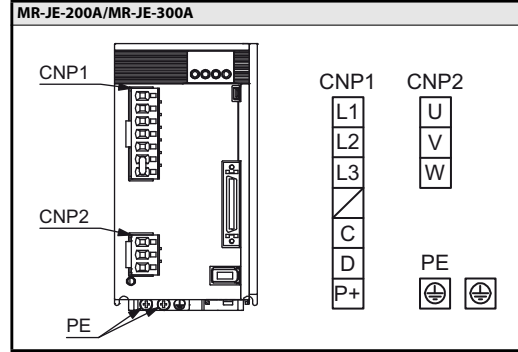 MR-JE-200A/MR-JE-300A
CNP1
CNP2
PE
CNP1
L1
L2
L3
C
D
P+
CNP2
U
V
W
PE